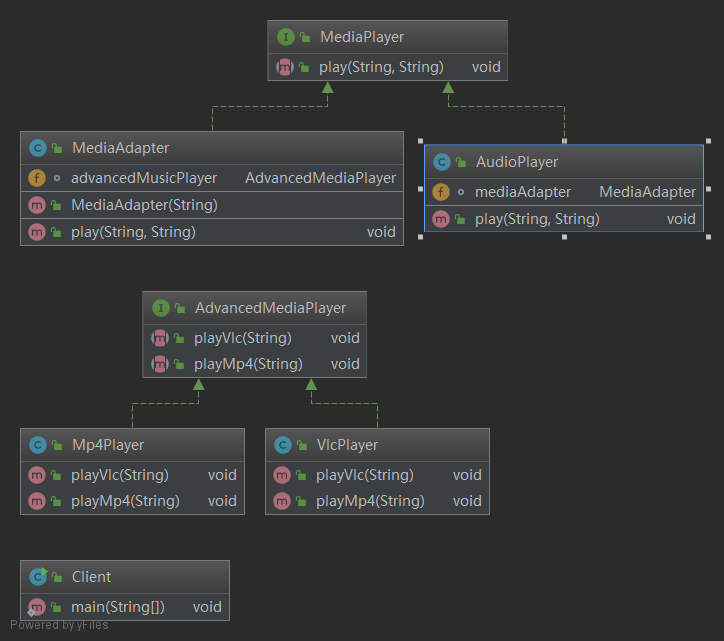 MediaPlayer
play(String, String) void
MediaAdapter
advancedMusicPlayer AdvancedMediaPlayer
MediaAdapter(String)
play(String, String) void
AudioPlayer
mediaAdapter MediaAdapter
play(String, String) void
AdvancedMediaPlayer
playVlc(String) void
playMp4(String) void
Mp4Player
playVlc(String) void
playMp4(String) void
VlcPlayer
playVlc(String) void
playMp4(String) void
Client
main(String[]) void
Powered by yFiles